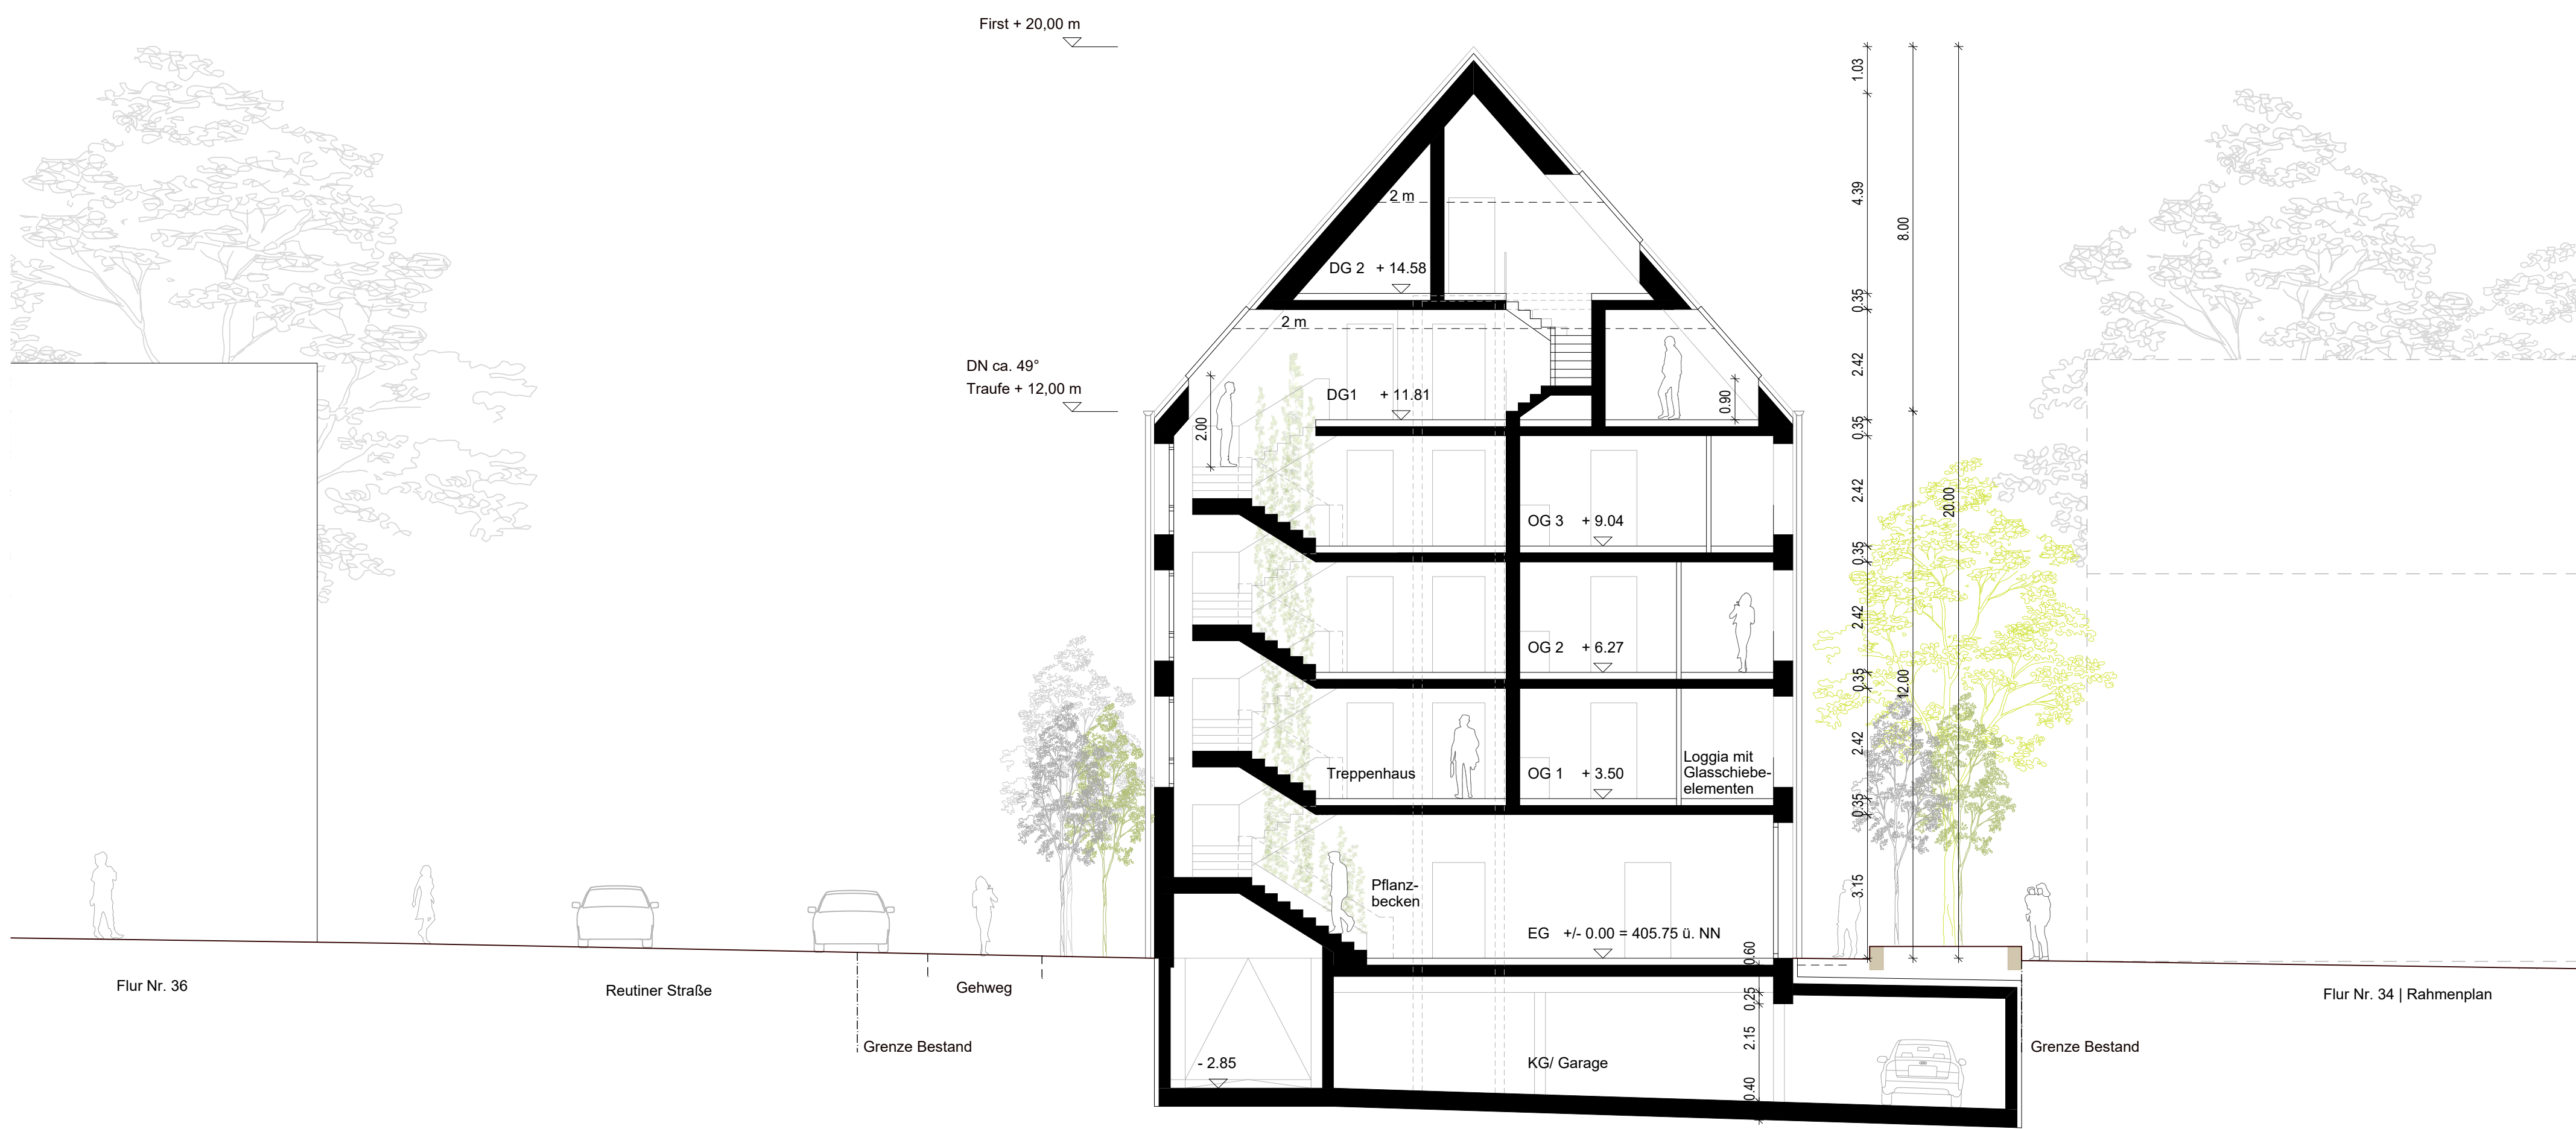 First + 20,00 m
1.03
4.39
2 m
8.00
DG 2 + 14.58
0.35
2 m
DN ca. 49°
Traufe + 12,00 m
2.42
DG1 + 11.81
0.90
2.00
0.35
2.42
20.00
OG 3 + 9.04
0.35
2.42
OG 2 + 6.27
0.35
12.00
2.42
Treppenhaus
OG 1 + 3.50
Loggia mit
Glasschiebe-
elementen
0.35
Pflanz-
becken
3.15
EG +/- 0.00 = 405.75 ü. NN
0.60
Flur Nr. 36
Reutiner Straße
Gehweg
0.25
Flur Nr. 34 | Rahmenplan
Grenze Bestand
2.15
Grenze Bestand
- 2.85
KG/ Garage
0.40